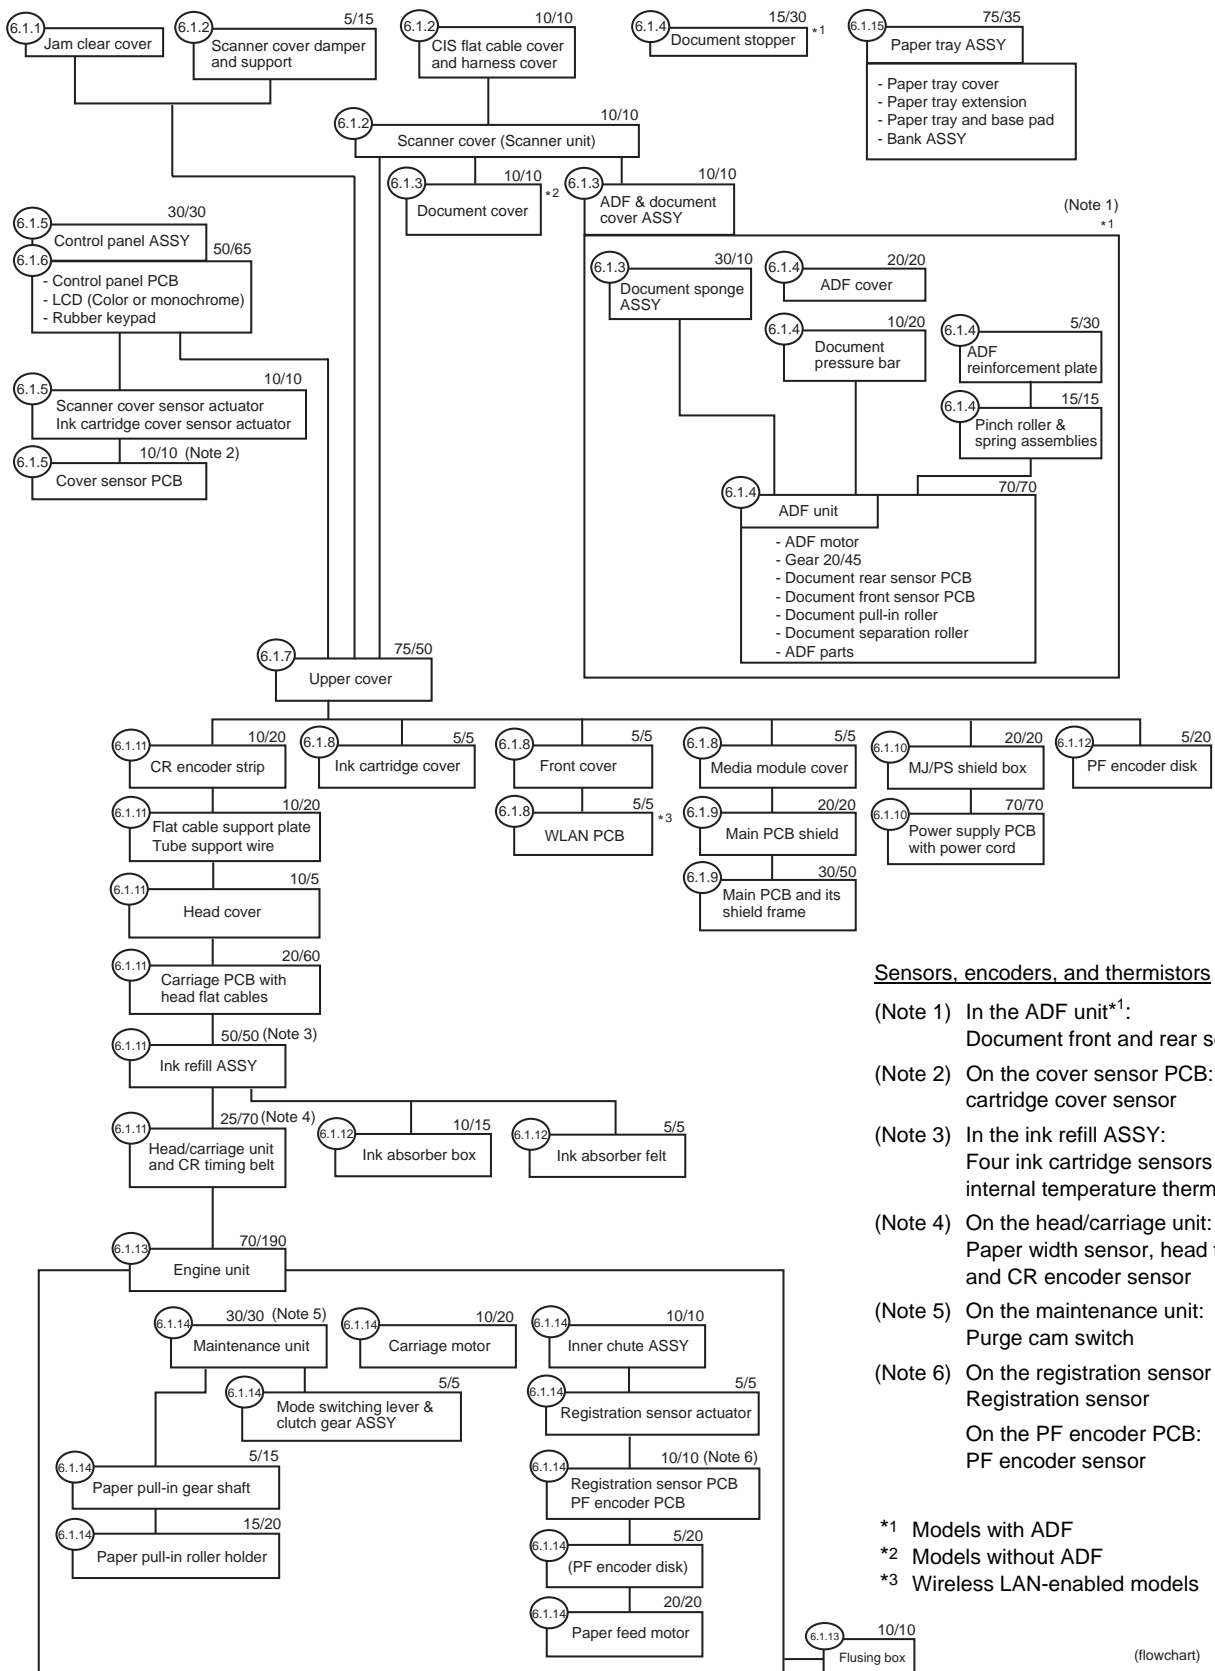 6.1.1
Jam clear cover
6.1.2
5/15
Scanner cover damper
and support
6.1.2
10/10
CIS flat cable cover
and harness cover
6.1.4
15/30
Document stopper
*1
6.1.15
75/35
Paper tray ASSY
- Paper tray cover
- Paper tray extension
- Paper tray and base pad
- Bank ASSY
6.1.2
10/10
Scanner cover (Scanner unit)
6.1.3
10/10
Document cover
*2
6.1.3
10/10
ADF & document
cover ASSY
(Note 1)
*1
6.1.5
30/30
Control panel ASSY
6.1.6
50/65
- Control panel PCB
- LCD (Color or monochrome)
- Rubber keypad
6.1.5
10/10
Scanner cover sensor actuator
Ink cartridge cover sensor actuator
6.1.5
10/10 (Note 2)
Cover sensor PCB
6.1.3
30/10
Document sponge
ASSY
6.1.4
20/20
ADF cover
6.1.4
10/20
Document
pressure bar
6.1.4
5/30
ADF
reinforcement plate
6.1.4
15/15
Pinch roller &
spring assemblies
6.1.4
70/70
ADF unit
- ADF motor
- Gear 20/45
- Document rear sensor PCB
- Document front sensor PCB
- Document pull-in roller
- Document separation roller
- ADF parts
6.1.7
75/50
Upper cover
6.1.11
10/20
CR encoder strip
6.1.8
5/5
Ink cartridge cover
6.1.8
5/5
Front cover
6.1.8
5/5
Media module cover
6.1.10
20/20
MJ/PS shield box
6.1.12
5/20
PF encoder disk
6.1.11
10/20
Flat cable support plate
Tube support wire
6.1.8
5/5
WLAN PCB
*3
6.1.9
20/20
Main PCB shield
6.1.10
70/70
Power supply PCB
with power cord
6.1.11
10/5
Head cover
6.1.9
30/50
Main PCB and its
shield frame
6.1.11
20/60
Carriage PCB with
head flat cables
6.1.11
50/50 (Note 3)
Ink refill ASSY
6.1.11
25/70 (Note 4)
Head/carriage unit
and CR timing belt
6.1.12
10/15
Ink absorber box
6.1.12
5/5
Ink absorber felt
6.1.13
70/190
Engine unit
6.1.14
30/30 (Note 5)
Maintenance unit
6.1.14
10/20
Carriage motor
6.1.14
10/10
Inner chute ASSY
6.1.14
5/5
Mode switching lever &
clutch gear ASSY
6.1.14
5/5
Registration sensor actuator
6.1.14
5/15
Paper pull-in gear shaft
6.1.14
10/10 (Note 6)
Registration sensor PCB
PF encoder PCB
6.1.14
15/20
Paper pull-in roller holder
6.1.14
5/20
(PF encoder disk)
6.1.14
20/20
Paper feed motor
6.1.13
10/10
Flusing box
Sensors, encoders, and thermistors
(Note 1) In the ADF unit*1:
Document front and rear s
(Note 2) On the cover sensor PCB:
cartridge cover sensor
(Note 3) In the ink refill ASSY:
Four ink cartridge sensors
internal temperature therm
(Note 4) On the head/carriage unit:
Paper width sensor, head
and CR encoder sensor
(Note 5) On the maintenance unit:
Purge cam switch
(Note 6) On the registration sensor
Registration sensor
On the PF encoder PCB:
PF encoder sensor
*1 Models with ADF
*2 Models without ADF
*3 Wireless LAN-enabled models
(flowchart)